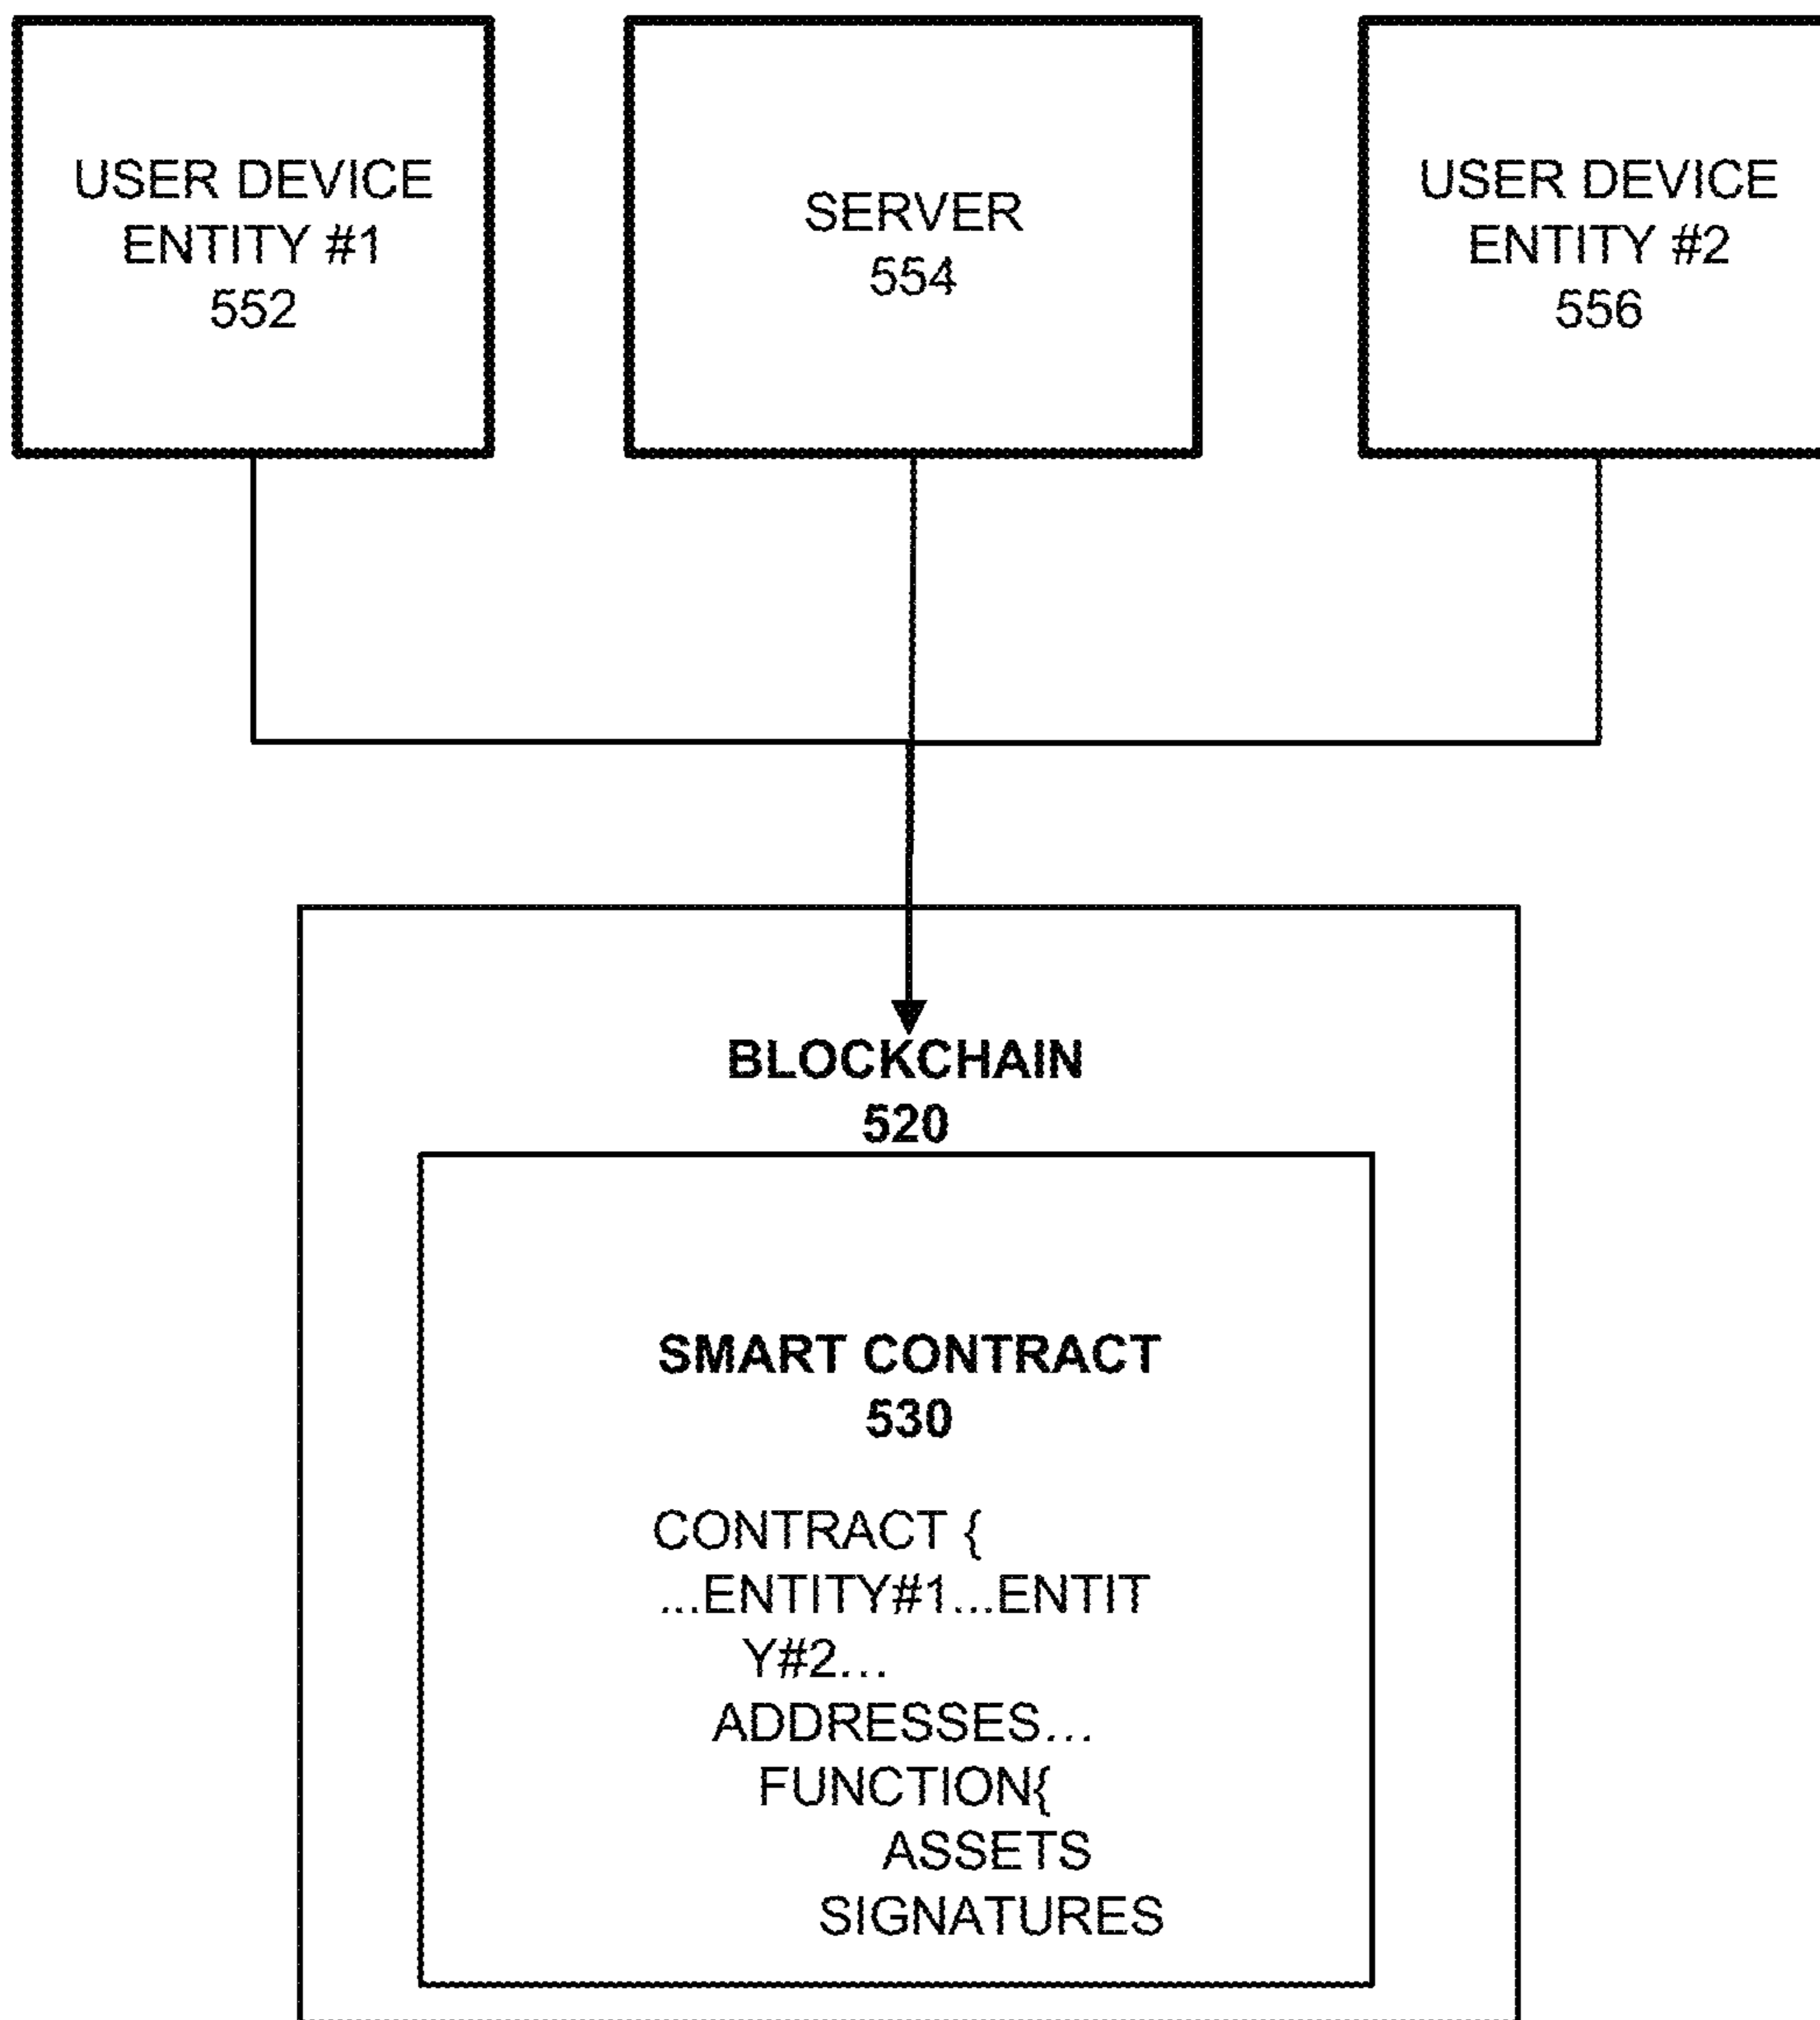 USER DEVICE
ENTITY #1
552
SERVER
554
USER DEVICE
ENTITY #2
556
BLOCKCHAIN
520
SMART CONTRACT
530
CONTRACT {
...ENTITY#1...ENTIT
Y#2...
ADDRESSES...
FUNCTION{
ASSETS
SIGNATURES